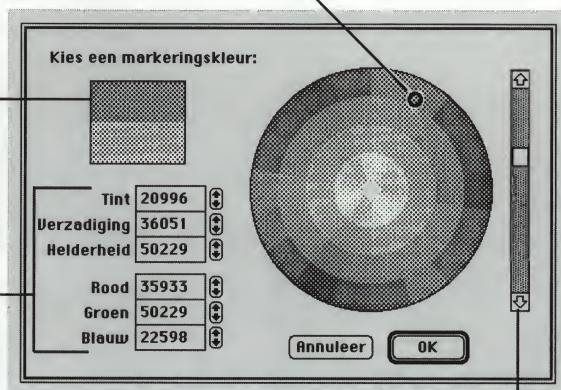 Kies een markeringskleur:
Tint 20996
Verzadiging 36051
Helderheid 50229
Rood 35933
Groen 50229
Blauw 22598
Annuleer OK